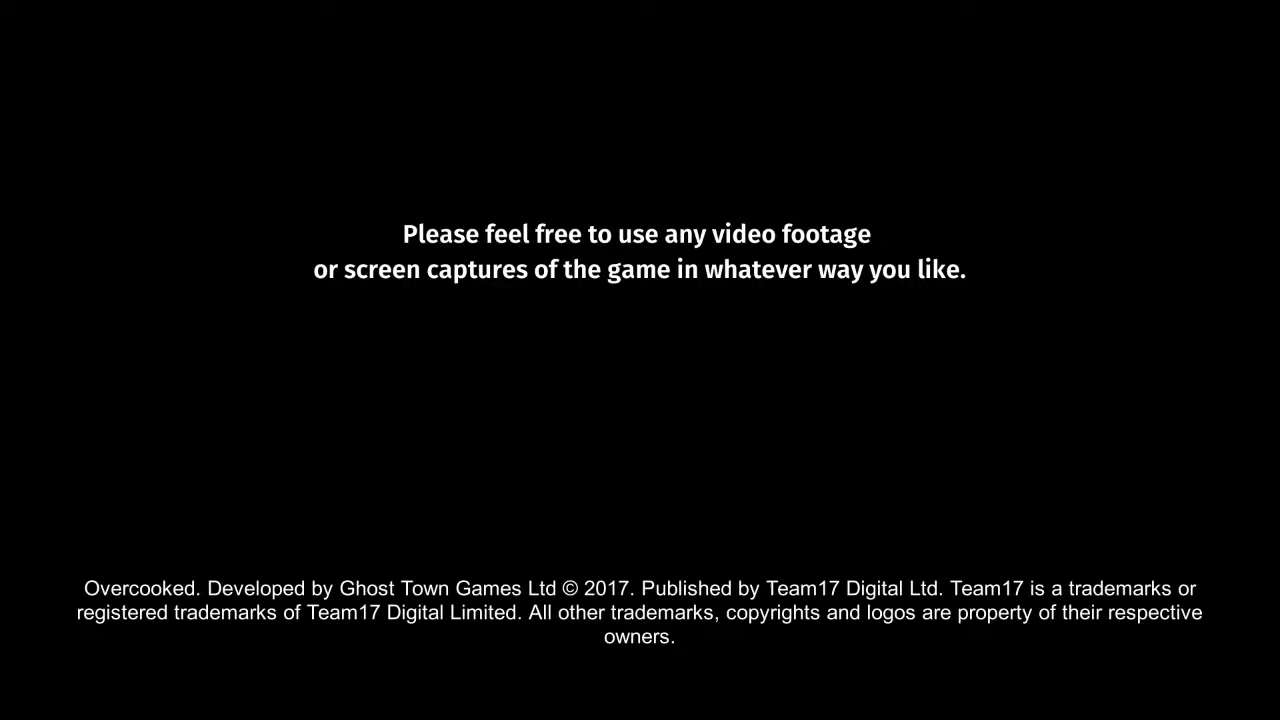 Please feel free to use any video footage
or screen captures of the game in whatever way you like.
Overcooked. Developed by Ghost Town Games Ltd © 2017. Published by Team17 Digital Ltd. Team17 is a trademarks or
registered trademarks of Team17 Digital Limited. All other trademarks, copyrights and logos are property of their respective
owners.